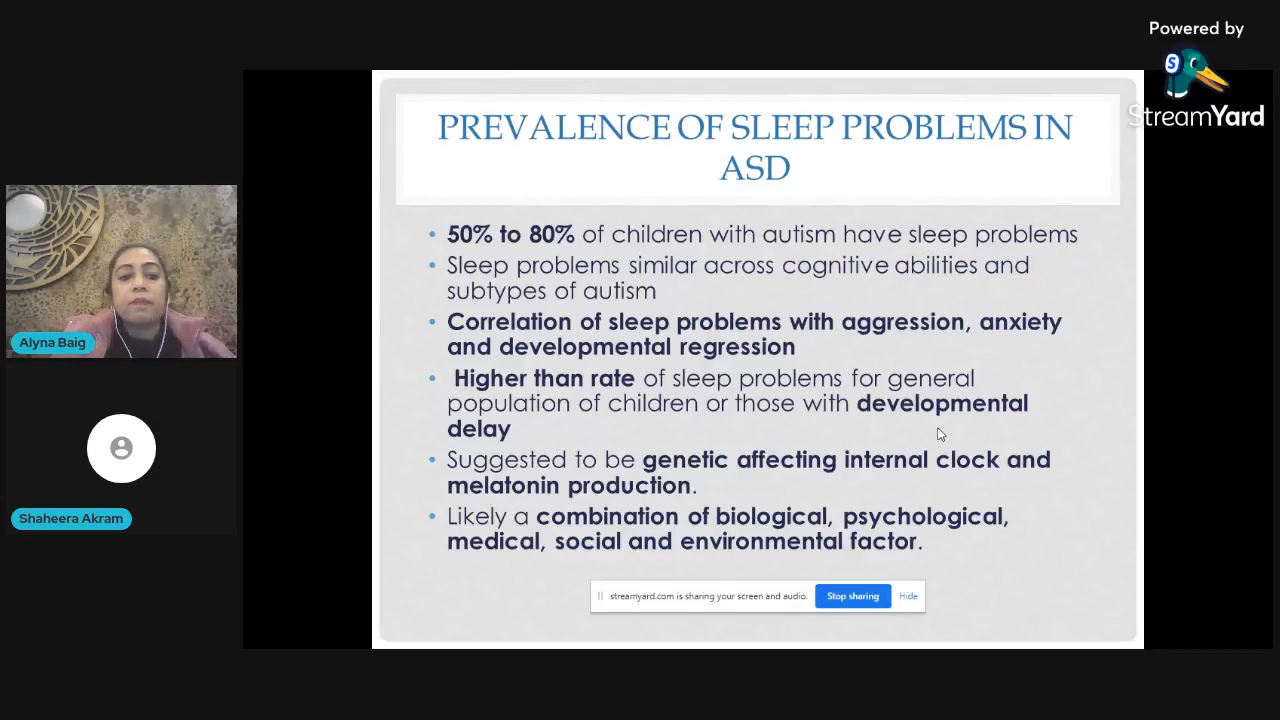 Powered by
S
StreamYard
PREVALENCE OF SLEEP PROBLEMS IN
ASD
• 50% to 80% of children with autism have sleep problems
• Sleep problems similar across cognitive abilities and
subtypes of autism
• Correlation of sleep problems with aggression, anxiety
and developmental regression
• Higher than rate of sleep problems for general
population of children or those with developmental
delay
• Suggested to be genetic affecting internal clock and
melatonin production.
• Likely a combination of biological, psychological,
medical, social and environmental factor.
streamyard.com is sharing your screen and audio. Stop sharing Hide
Alyna Baig
Shaheera Akram